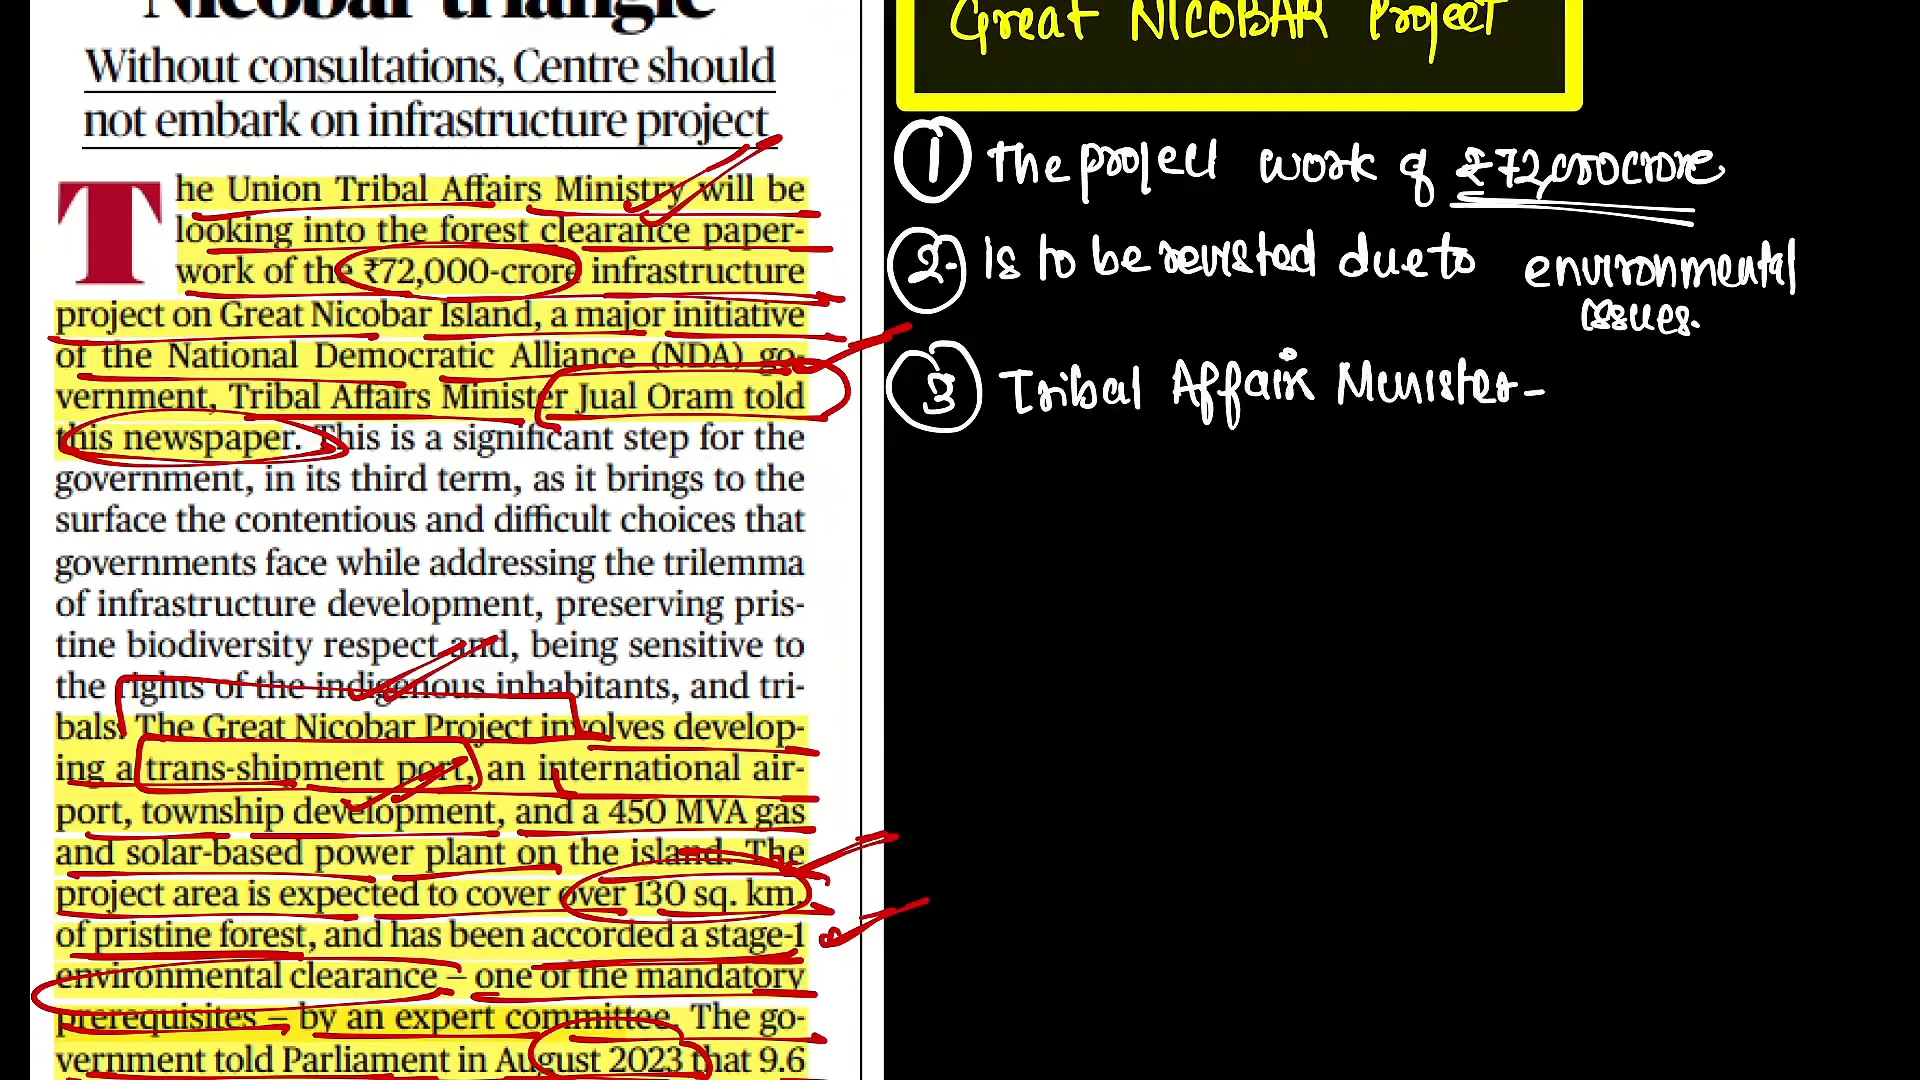 Nicobar triangle
Without consultations, Centre should
not embark on infrastructure project
The Union Tribal Affairs Ministry will be
looking into the forest clearance paper-
work of the ₹72,000-crore infrastructure
project on Great Nicobar Island, a major initiative
of the National Democratic Alliance (NDA) go-
vernment, Tribal Affairs Minister Jual Oram told
this newspaper. This is a significant step for the
government, in its third term, as it brings to the
surface the contentious and difficult choices that
governments face while addressing the trilemma
of infrastructure development, preserving pris-
tine biodiversity respect and, being sensitive to
the rights of the indigenous inhabitants, and tri-
bals. The Great Nicobar Project involves develop-
ing a trans-shipment port, an international air-
port, township development, and a 450 MVA gas
and solar-based power plant on the island. The
project area is expected to cover over 130 sq. km.
of pristine forest, and has been accorded a stage-1
environmental clearance – one of the mandatory
prerequisites – by an expert committee. The go-
vernment told Parliament in August 2023 that 9.6
Great NICOBAR Project
1 The project work of ₹72,000crore
2. Is to be revisted due to environmental
issues.
3 Tribal Affair Minister-